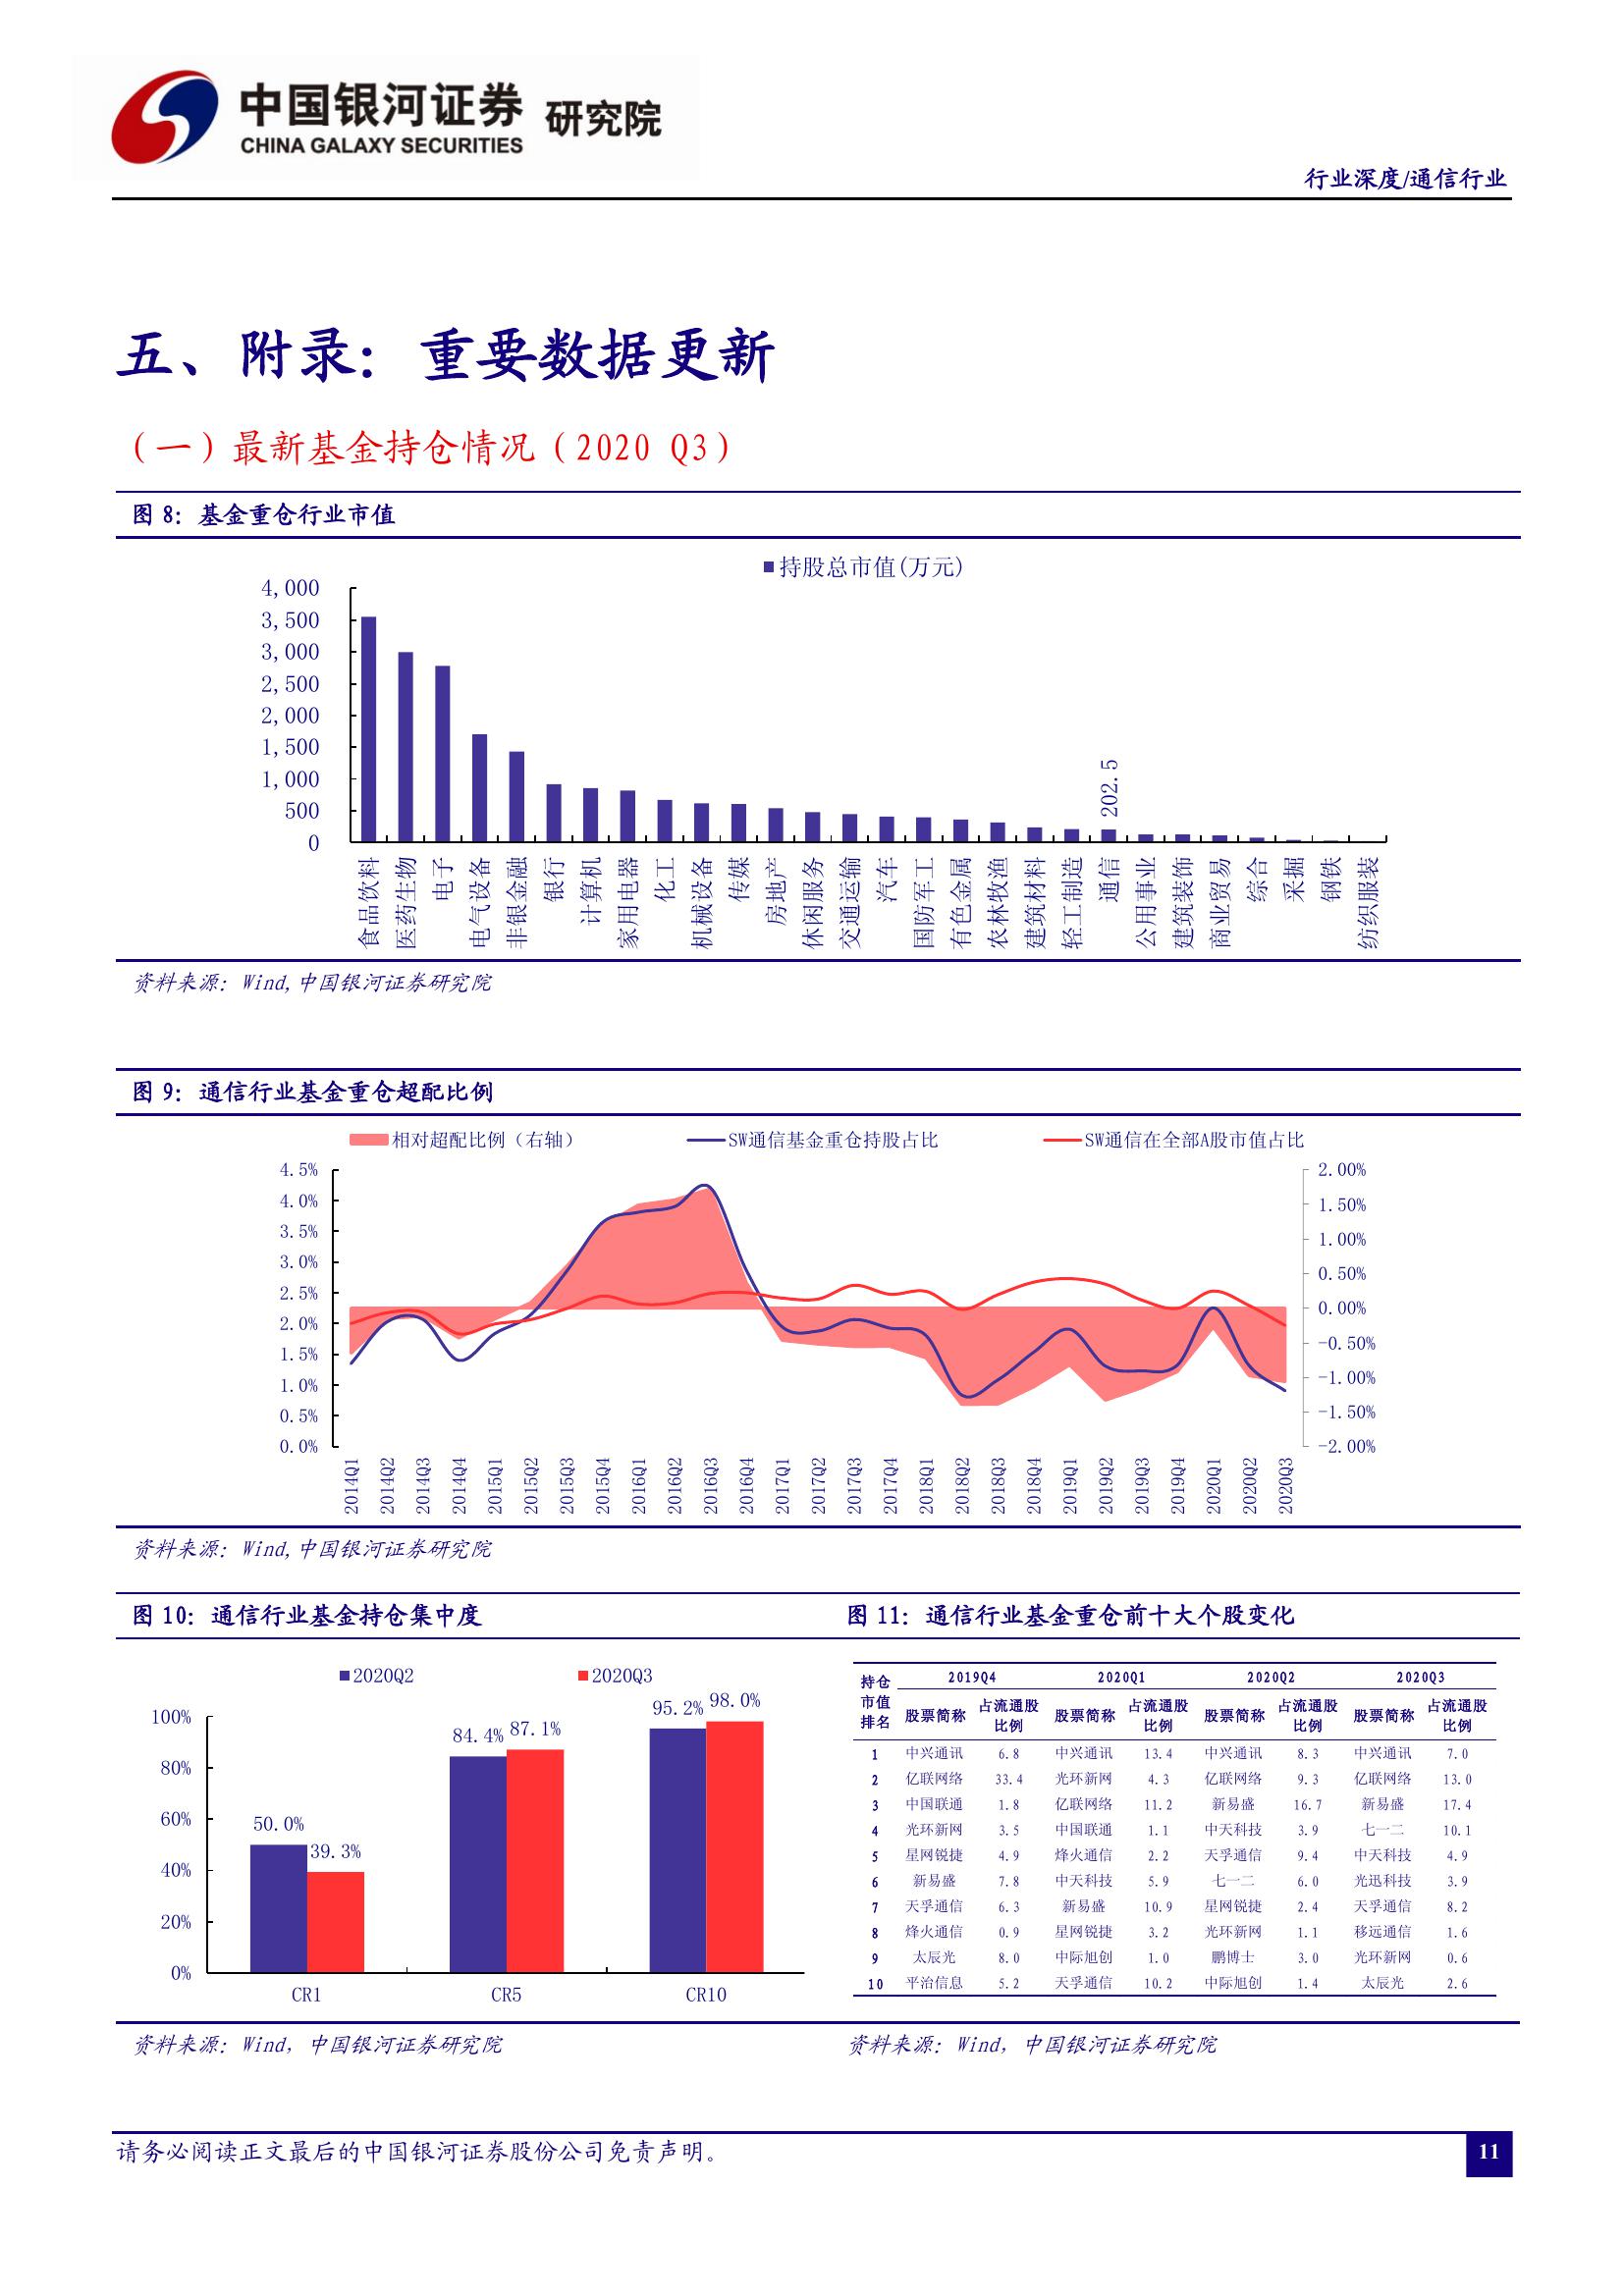 中国银河证券 研究院
CHINA GALAXY SECURITIES
行业深度/通信行业
五、附录：重要数据更新
（一）最新基金持仓情况（2020 Q3）
图 8：基金重仓行业市值
持股总市值(万元)
4,000
3,500
3,000
2,500
2,000
1,500
1,000
500
0
202.5
食品饮料 医药生物 电子 电气设备 非银金融 银行 计算机 家用电器 化工 机械设备 传媒 房地产 休闲服务 交通运输 汽车 国防军工 有色金属 农林牧渔 建筑材料 轻工制造 通信 公用事业 建筑装饰 商业贸易 综合 采掘 钢铁 纺织服装
资料来源：Wind,中国银河证券研究院
图 9：通信行业基金重仓超配比例
相对超配比例（右轴） SW通信基金重仓持股占比 SW通信在全部A股市值占比
4.5% 2.00%
4.0% 1.50%
3.5% 1.00%
3.0% 0.50%
2.5% 0.00%
2.0% -0.50%
1.5% -1.00%
1.0% -1.50%
0.5% -2.00%
0.0%
2014Q1 2014Q2 2014Q3 2014Q4 2015Q1 2015Q2 2015Q3 2015Q4 2016Q1 2016Q2 2016Q3 2016Q4 2017Q1 2017Q2 2017Q3 2017Q4 2018Q1 2018Q2 2018Q3 2018Q4 2019Q1 2019Q2 2019Q3 2019Q4 2020Q1 2020Q2 2020Q3
资料来源：Wind,中国银河证券研究院
图 10：通信行业基金持仓集中度
2020Q2 2020Q3
100%
80%
60%
40%
20%
0%
50.0% 39.3% 84.4% 87.1% 95.2% 98.0%
CR1 CR5 CR10
资料来源：Wind，中国银河证券研究院
图 11：通信行业基金重仓前十大个股变化
持仓市值排名 2019Q4 2020Q1 2020Q2 2020Q3
股票简称 占流通股比例 股票简称 占流通股比例 股票简称 占流通股比例 股票简称 占流通股比例
1 中兴通讯 6.8 中兴通讯 13.4 中兴通讯 8.3 中兴通讯 7.0
2 亿联网络 33.4 光环新网 4.3 亿联网络 9.3 亿联网络 13.0
3 中国联通 1.8 亿联网络 11.2 新易盛 16.7 新易盛 17.4
4 光环新网 3.5 中国联通 1.1 中天科技 3.9 七一二 10.1
5 星网锐捷 4.9 烽火通信 2.2 天孚通信 9.4 中天科技 4.9
6 新易盛 7.8 中天科技 5.9 七一二 6.0 光迅科技 3.9
7 天孚通信 6.3 新易盛 10.9 星网锐捷 2.4 天孚通信 8.2
8 烽火通信 0.9 星网锐捷 3.2 光环新网 1.1 移远通信 1.6
9 太辰光 8.0 中际旭创 1.0 鹏博士 3.0 光环新网 0.6
10 平治信息 5.2 天孚通信 10.2 中际旭创 1.4 太辰光 2.6
资料来源：Wind，中国银河证券研究院
请务必阅读正文最后的中国银河证券股份公司免责声明。
11